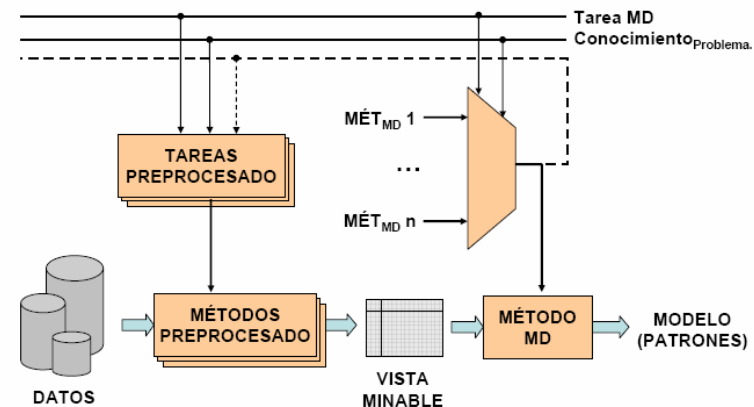 Tarea MD
Conocimiento Problema.
MÉT MD 1
TAREAS
PREPROCESADO
...
MÉT MD n
MÉTODOS
PREPROCESADO
MÉTODO
MD
MODELO
(PATRONES)
DATOS
VISTA
MINABLE